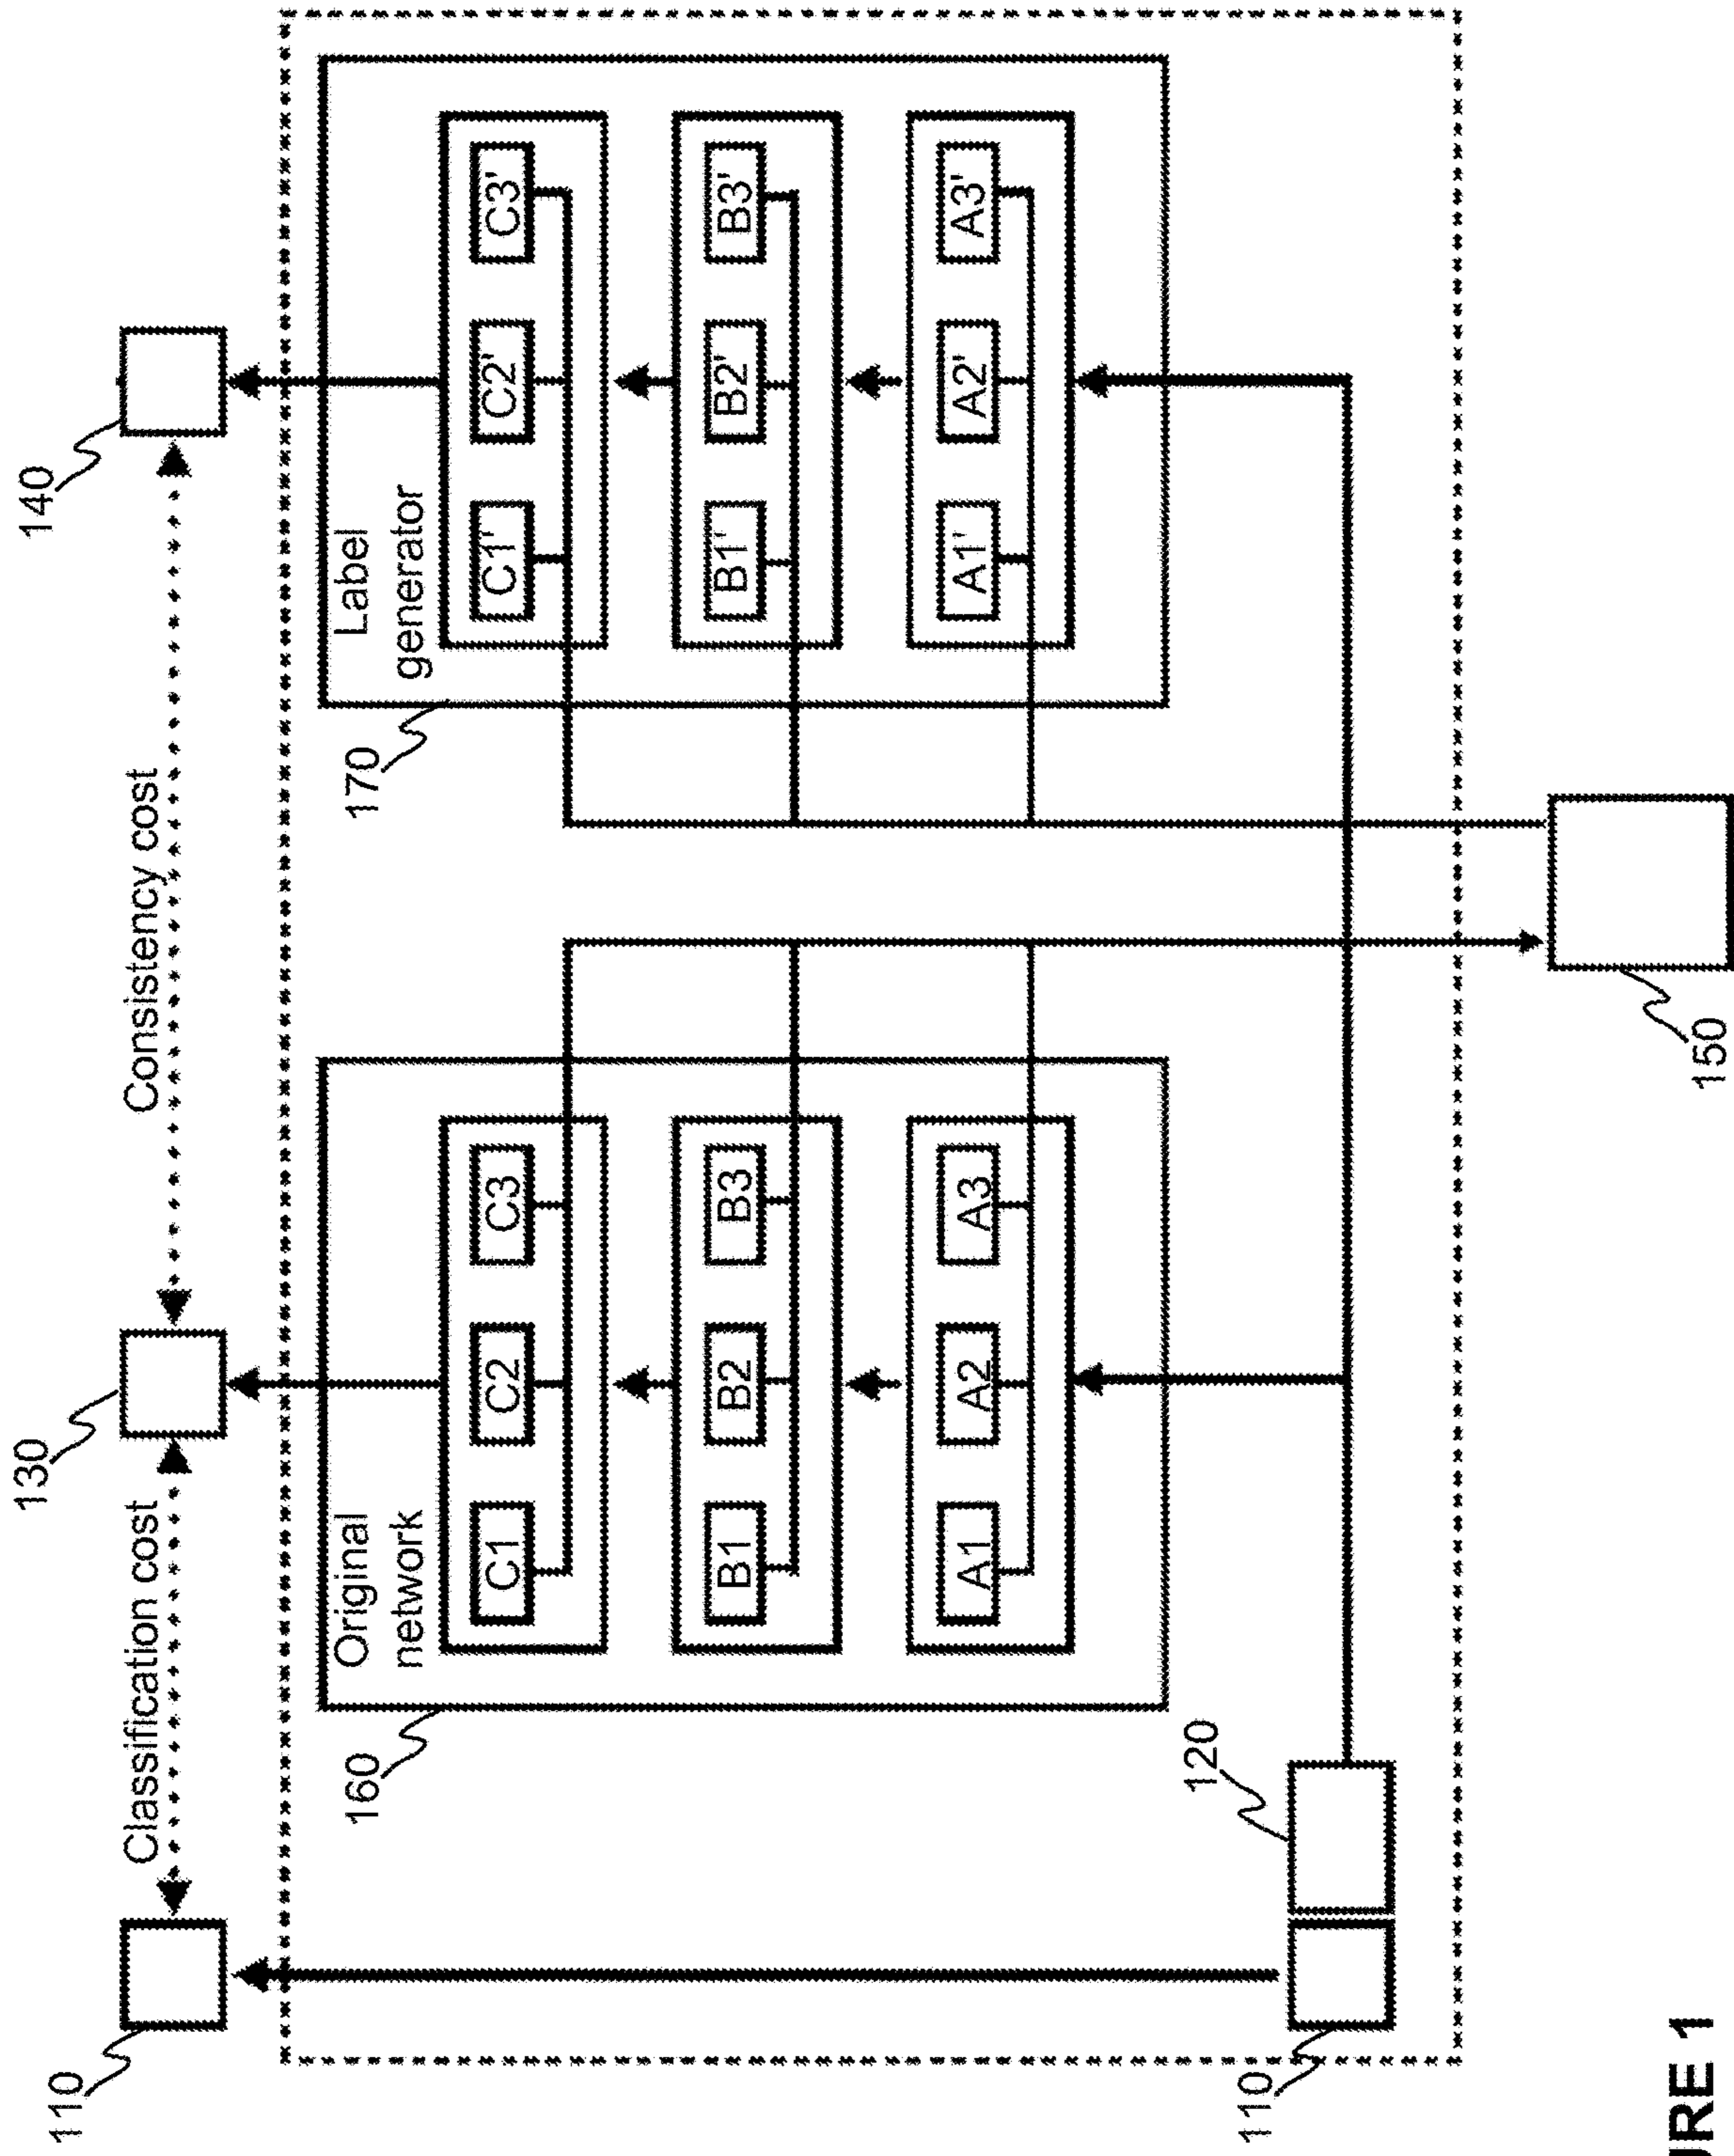 110
130
140
Classification cost
Consistency cost
160
Original
network
C1
C2
C3
B1
B2
B3
A1
A2
A3
170
Label
generator
C1'
C2'
C3'
B1'
B2'
B3'
A1'
A2'
A3'
120
110
150
URE 1